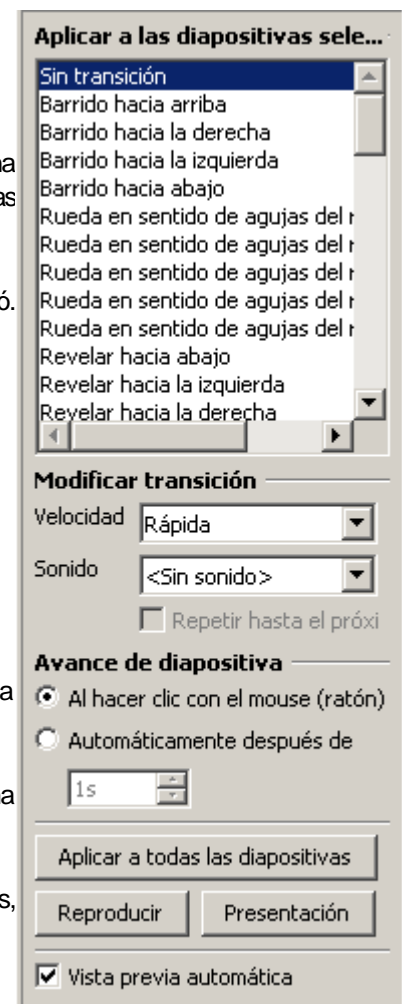 Aplicar a las diapositivas sele...
Sin transición
Barrido hacia arriba
Barrido hacia la derecha
Barrido hacia la izquierda
Barrido hacia abajo
Rueda en sentido de agujas del r
Rueda en sentido de agujas del r
Rueda en sentido de agujas del r
Rueda en sentido de agujas del r
Rueda en sentido de agujas del r
Revelar hacia abajo
Revelar hacia la izquierda
Revelar hacia la derecha
Modificar transición
Velocidad Rápida
Sonido <Sin sonido>
Repetir hasta el próxi
Avance de diapositiva
Al hacer clic con el mouse (ratón)
Automáticamente después de
1s
Aplicar a todas las diapositivas
Reproducir Presentación
Vista previa automática